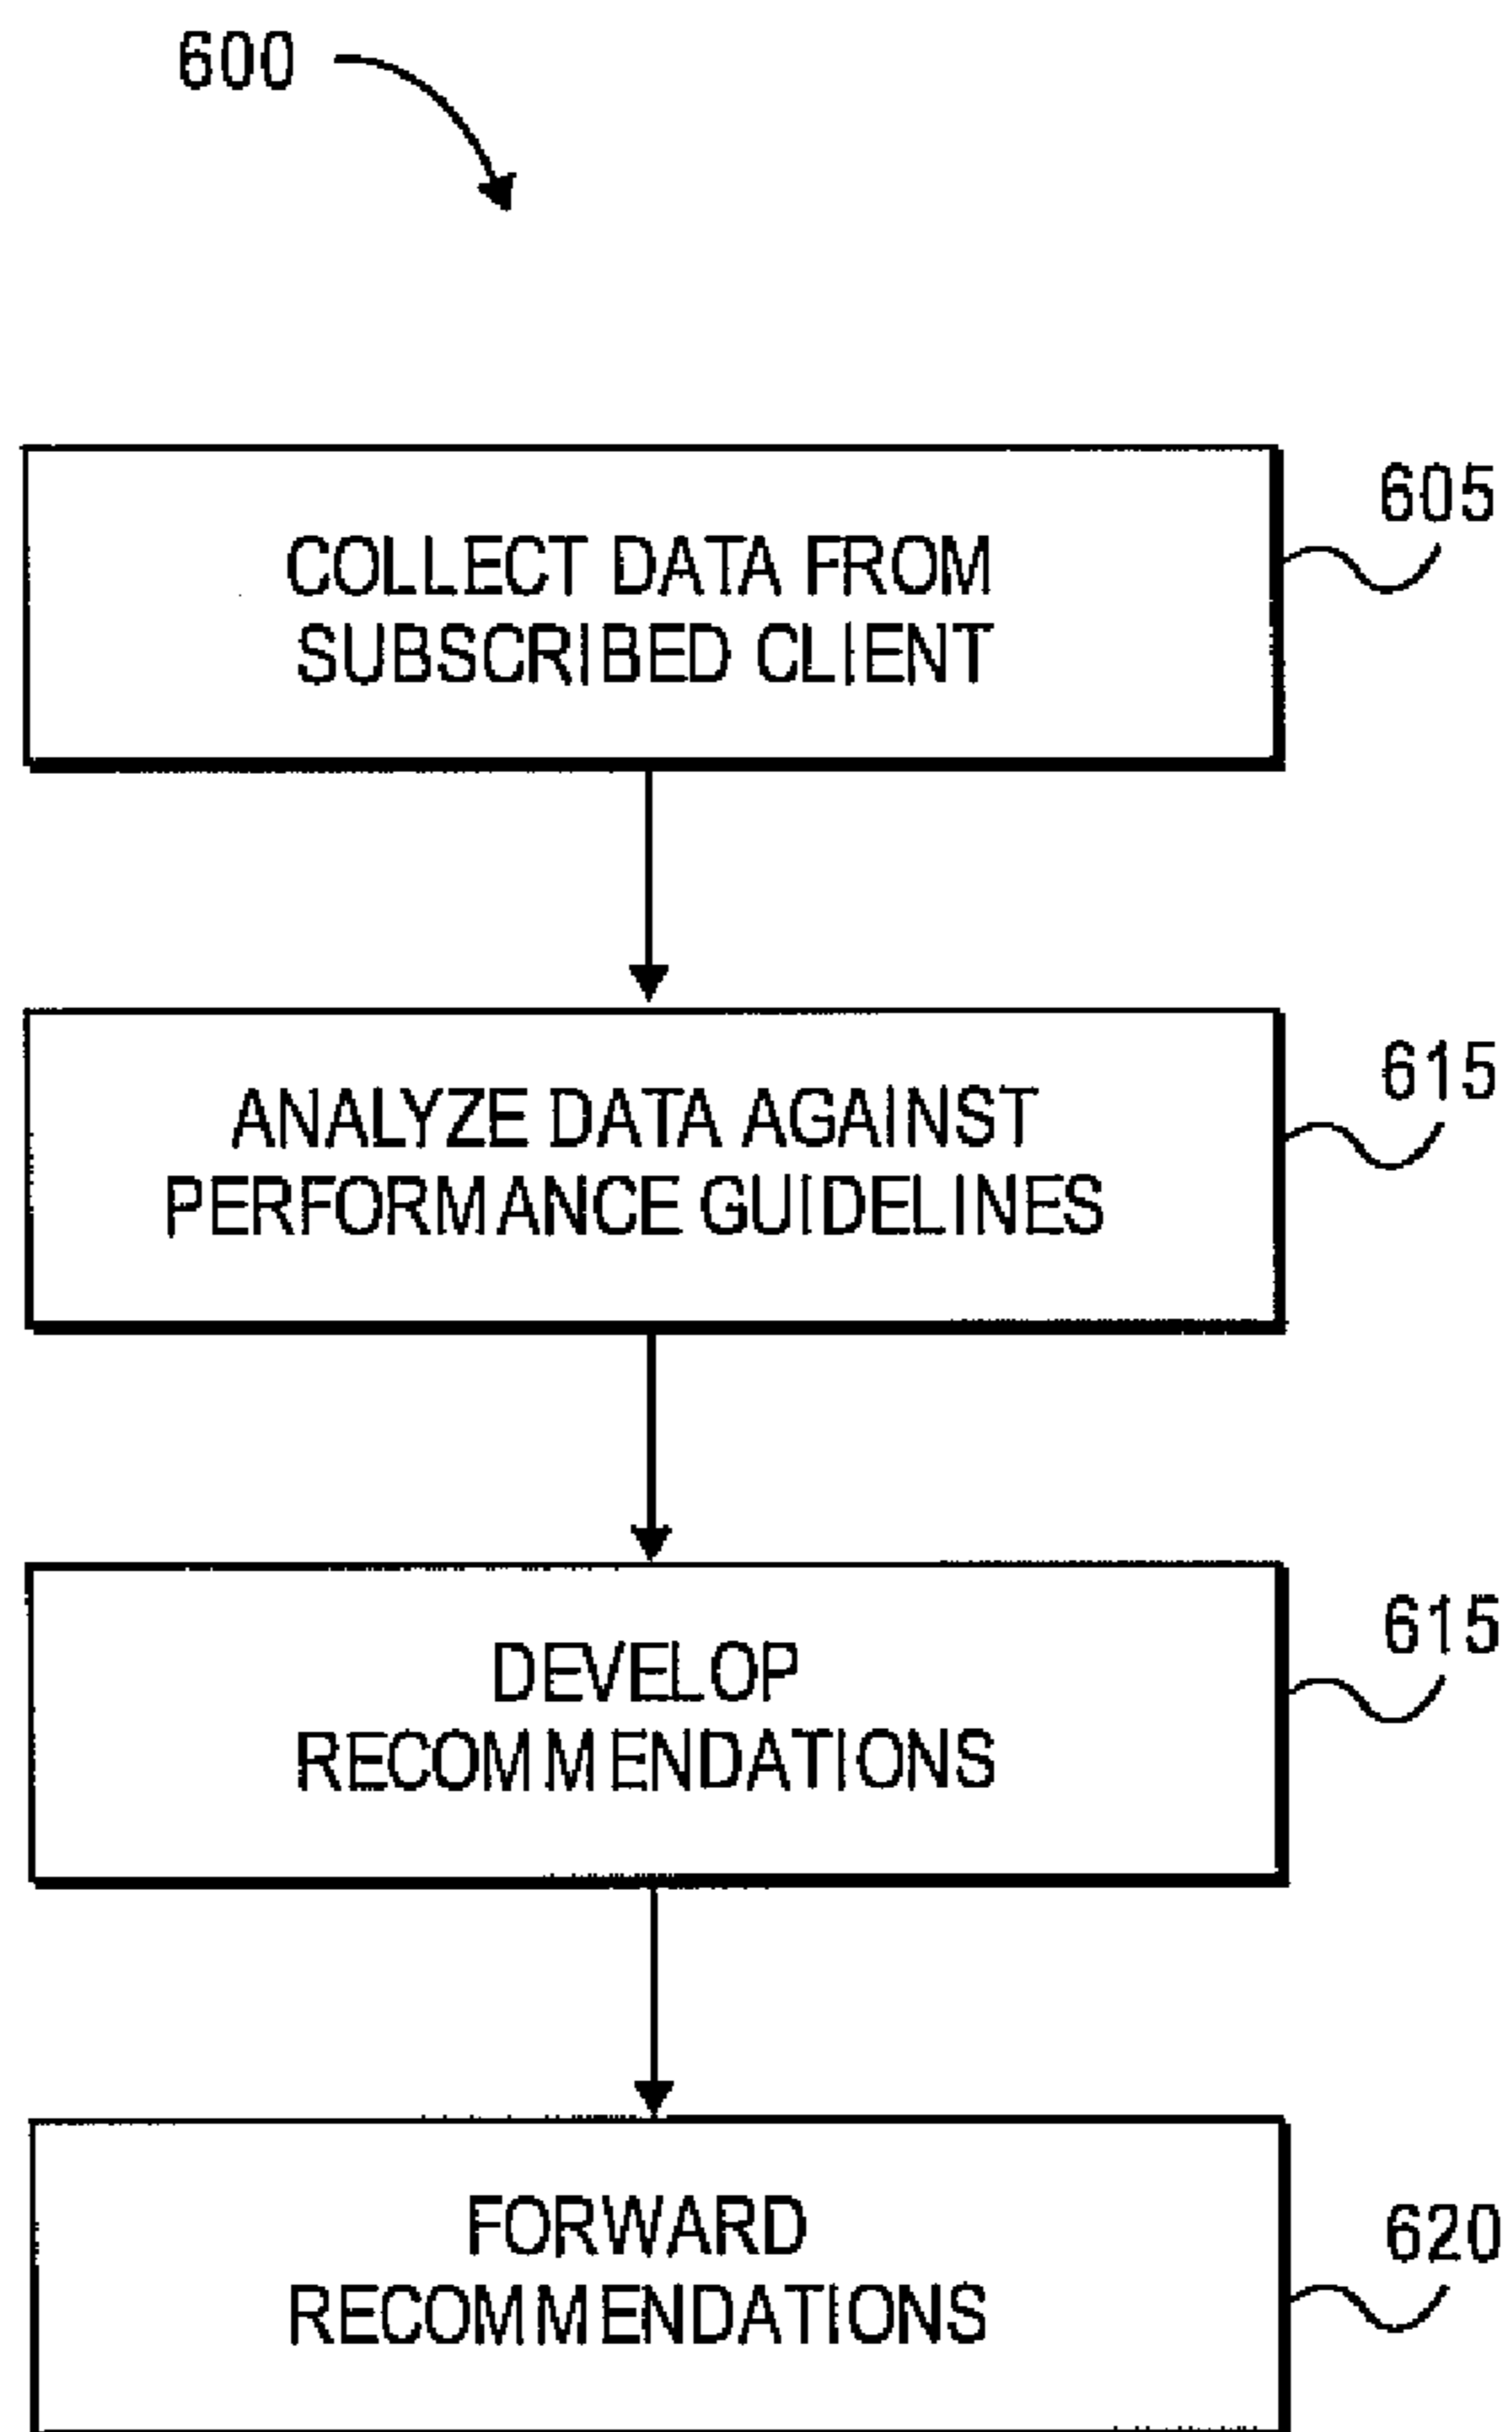 600
COLLECT DATA FROM
SUBSCRIBED CLIENT
605
ANALYZE DATA AGAINST
PERFORMANCE GUIDELINES
615
DEVELOP
RECOMMENDATIONS
615
FORWARD
RECOMMENDATIONS
620